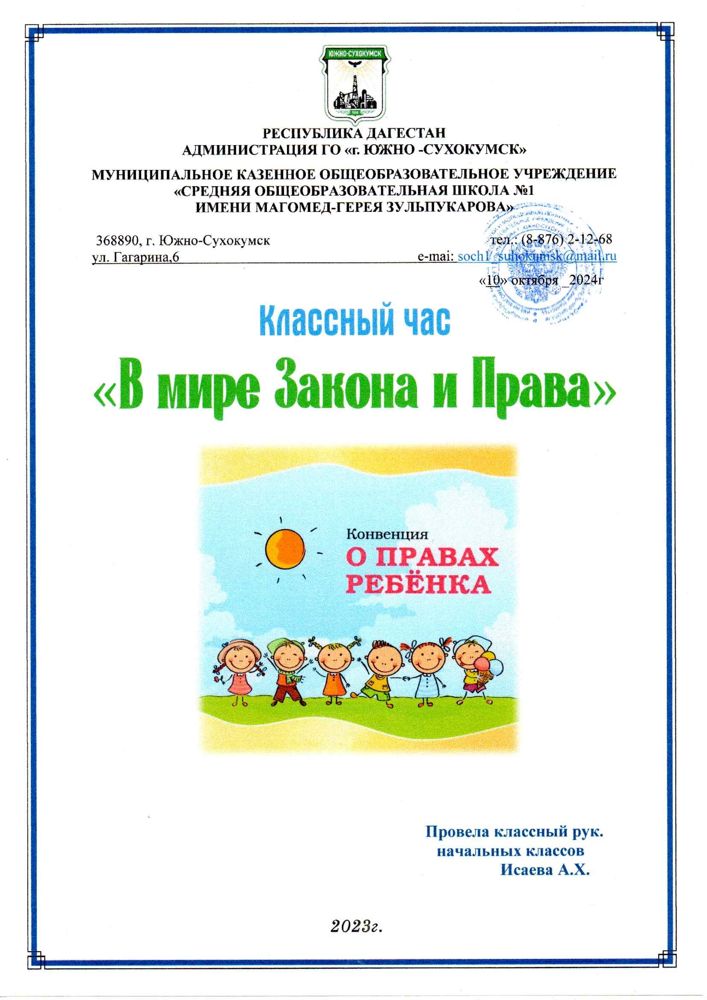 ЮЖНО-СУХОКУМСК
РЕСПУБЛИКА ДАГЕСТАН
АДМИНИСТРАЦИЯ ГО «г. ЮЖНО -СУХОКУМСК»
МУНИЦИПАЛЬНОЕ КАЗЕННОЕ ОБЩЕОБРАЗОВАТЕЛЬНОЕ УЧРЕЖДЕНИЕ
«СРЕДНЯЯ ОБЩЕОБРАЗОВАТЕЛЬНАЯ ШКОЛА №1
ИМЕНИ МАГОМЕД-ГЕРЕЯ ЗУЛЬПУКАРОВА»
368890, г. Южно-Сухокумск тел.: (8-876) 2-12-68
ул. Гагарина,6 e-mai: soch1_suhokumsk@mail.ru
«10» октября _2024г
Классный час
«В мире Закона и Права»
Конвенция
О ПРАВАХ
РЕБЁНКА
Провела классный рук.
начальных классов
Исаева А.Х.
2023г.